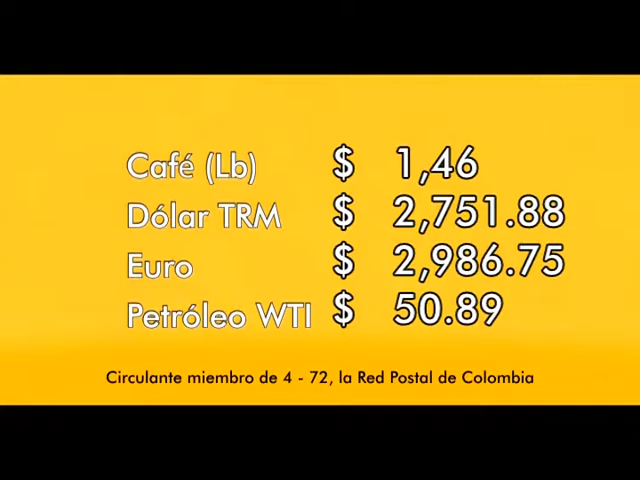 Café (Lb) $ 1,46
Dólar TRM $ 2,751.88
Euro $ 2,986.75
Petróleo WTI $ 50.89
Circulante miembro de 4 - 72, la Red Postal de Colombia